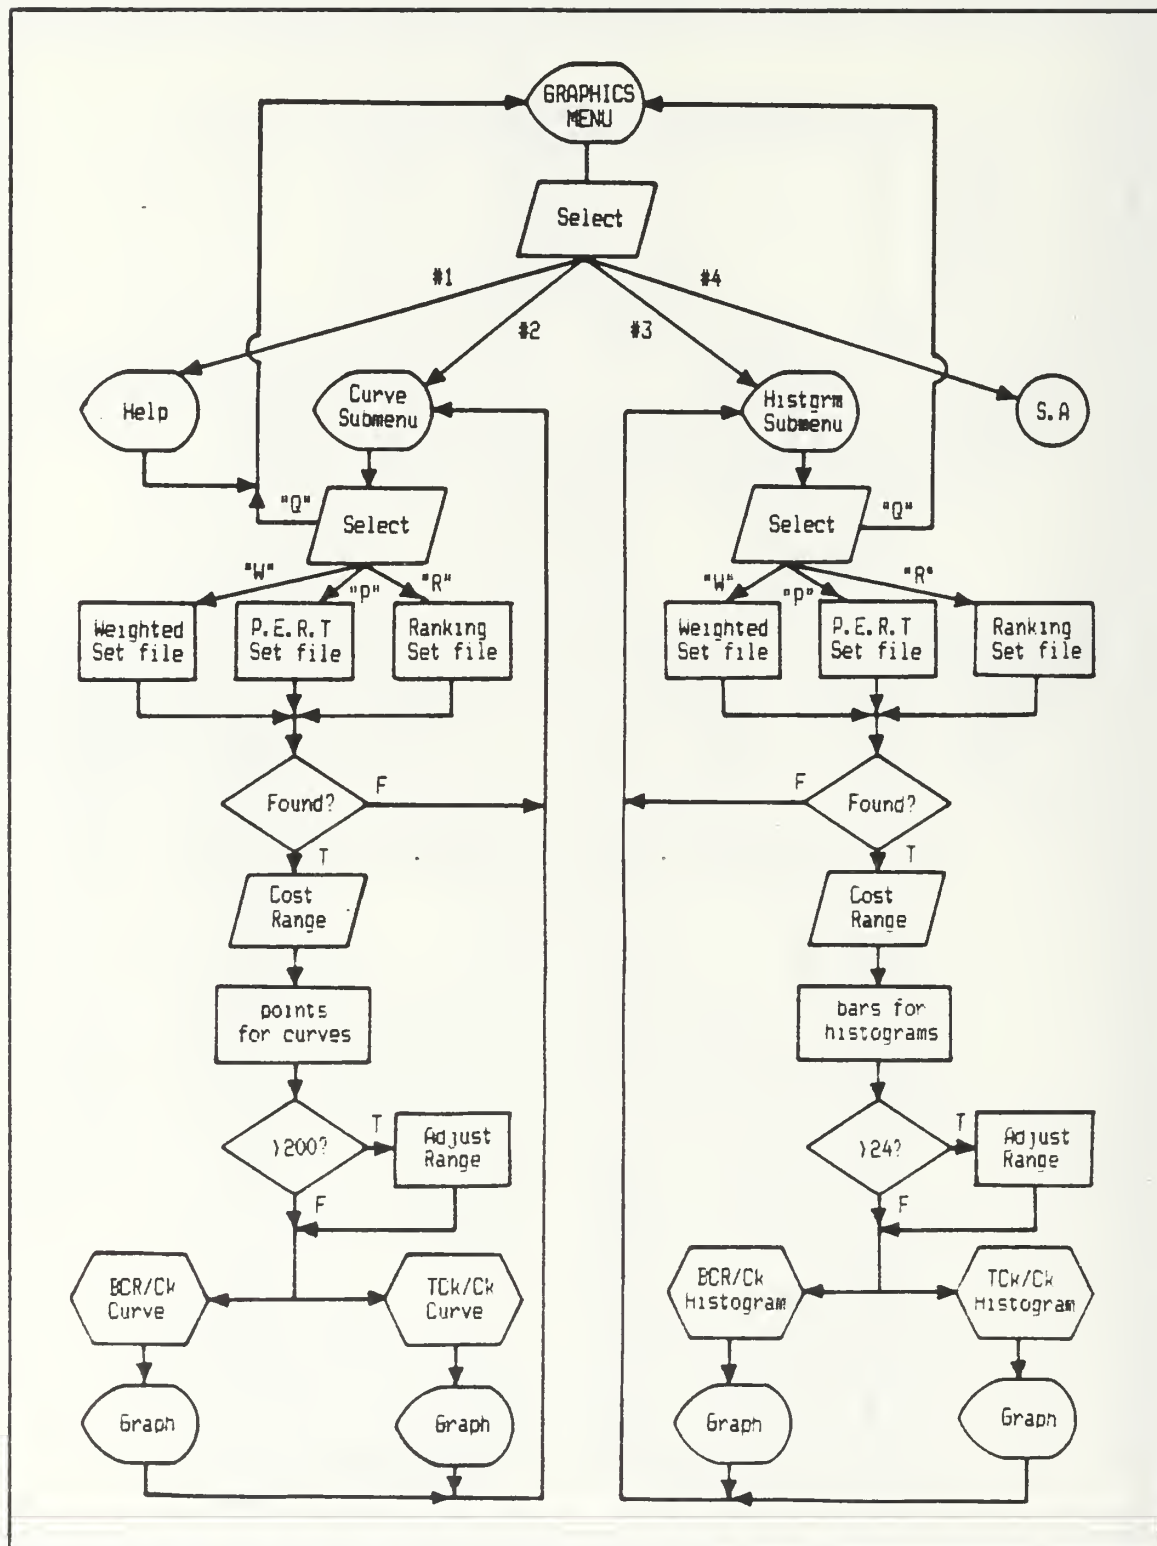 GRAPHICS
MENU
Select
#1
#2
#3
#4
Help
Curve
Submenu
Histgrm
Submenu
S.A
"Q"
Select
Select
"Q"
"W"
"P"
"R"
"W"
"P"
"R"
Weighted
Set file
P.E.R.T
Set file
Ranking
Set file
Weighted
Set file
P.E.R.T
Set file
Ranking
Set file
Found?
F
F
Found?
T
T
Cost
Range
Cost
Range
points
for curves
bars for
histograms
>200?
T
Adjust
Range
>24?
T
Adjust
Range
F
F
BCR/Ck
Curve
TCk/Ck
Curve
BCR/Ck
Histogram
TCk/Ck
Histogram
Graph
Graph
Graph
Graph